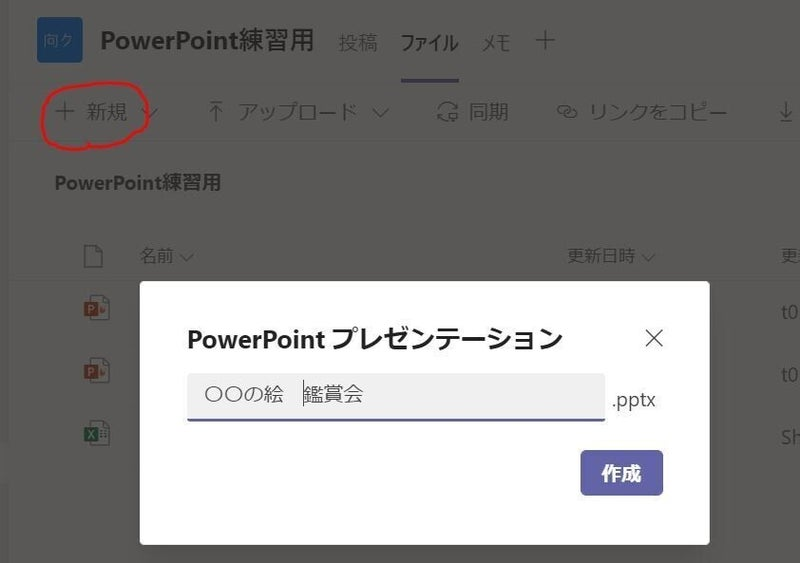 向ク PowerPoint練習用 投稿 ファイル メモ +
+ 新規 アップロード 同期 リンクをコピー
PowerPoint練習用
名前 更新日時 更
t0
t0
Sh
PowerPoint プレゼンテーション
〇〇の絵　鑑賞会 .pptx
作成